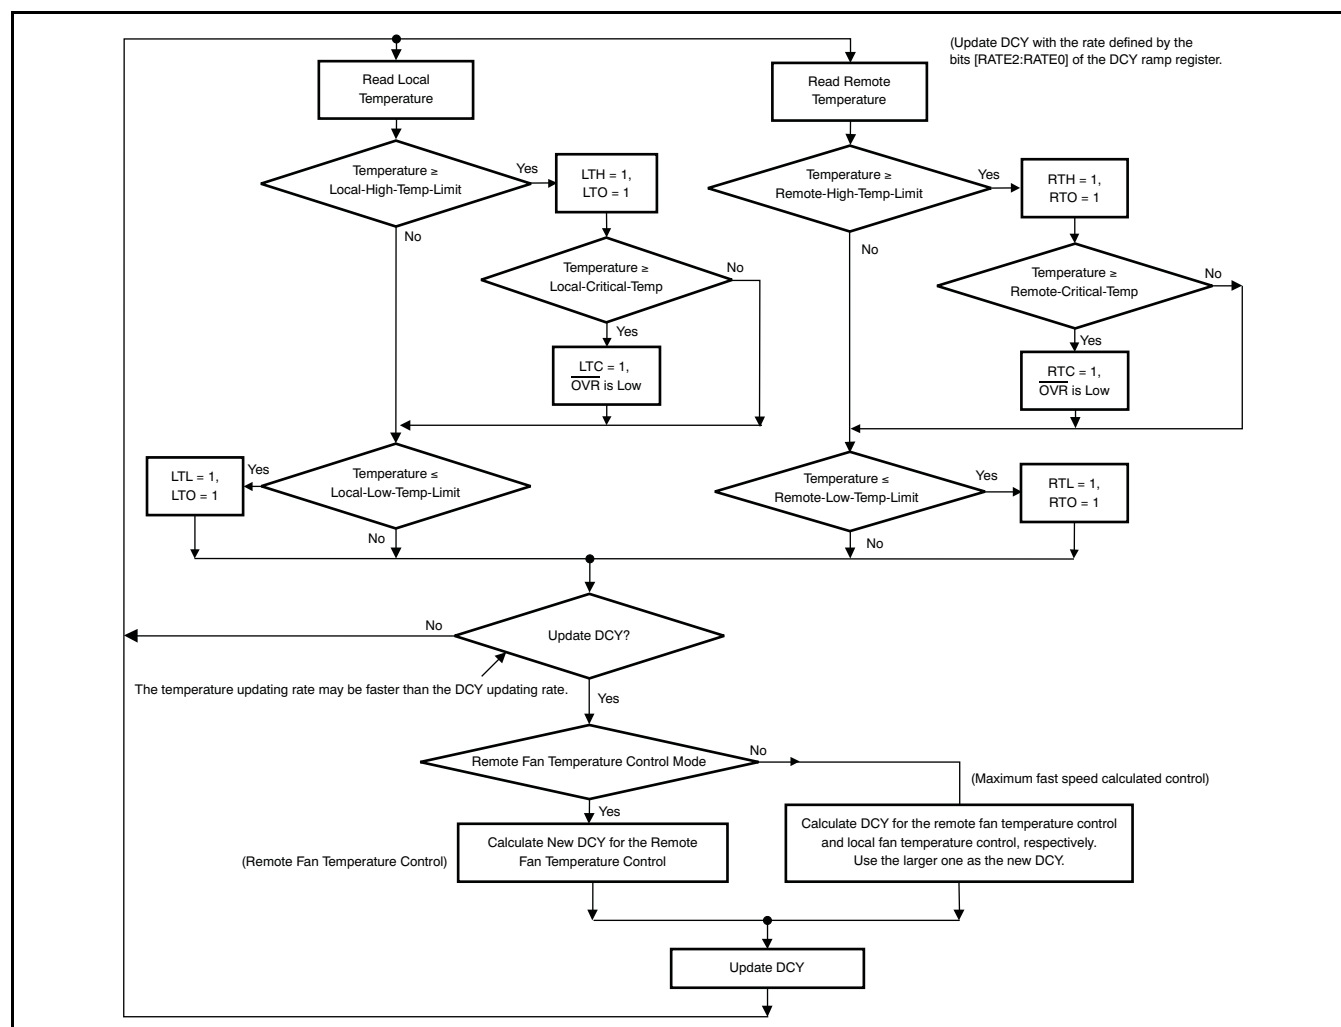 (Update DCY with the rate defined by the
bits [RATE2:RATE0] of the DCY ramp register.
Read Local
Temperature
Read Remote
Temperature
Temperature ≥
Local-High-Temp-Limit
Yes
LTH = 1,
LTO = 1
Temperature ≥
Remote-High-Temp-Limit
Yes
RTH = 1,
RTO = 1
No
No
Temperature ≥
Local-Critical-Temp
No
Temperature ≥
Remote-Critical-Temp
No
Yes
Yes
LTC = 1,
OVR is Low
RTC = 1,
OVR is Low
LTL = 1,
LTO = 1
Yes
Temperature ≤
Local-Low-Temp-Limit
Temperature ≤
Remote-Low-Temp-Limit
Yes
RTL = 1,
RTO = 1
No
No
No
Update DCY?
The temperature updating rate may be faster than the DCY updating rate.
Yes
Remote Fan Temperature Control Mode
No
(Maximum fast speed calculated control)
Yes
(Remote Fan Temperature Control)
Calculate New DCY for the Remote
Fan Temperature Control
Calculate DCY for the remote fan temperature control
and local fan temperature control, respectively.
Use the larger one as the new DCY.
Update DCY